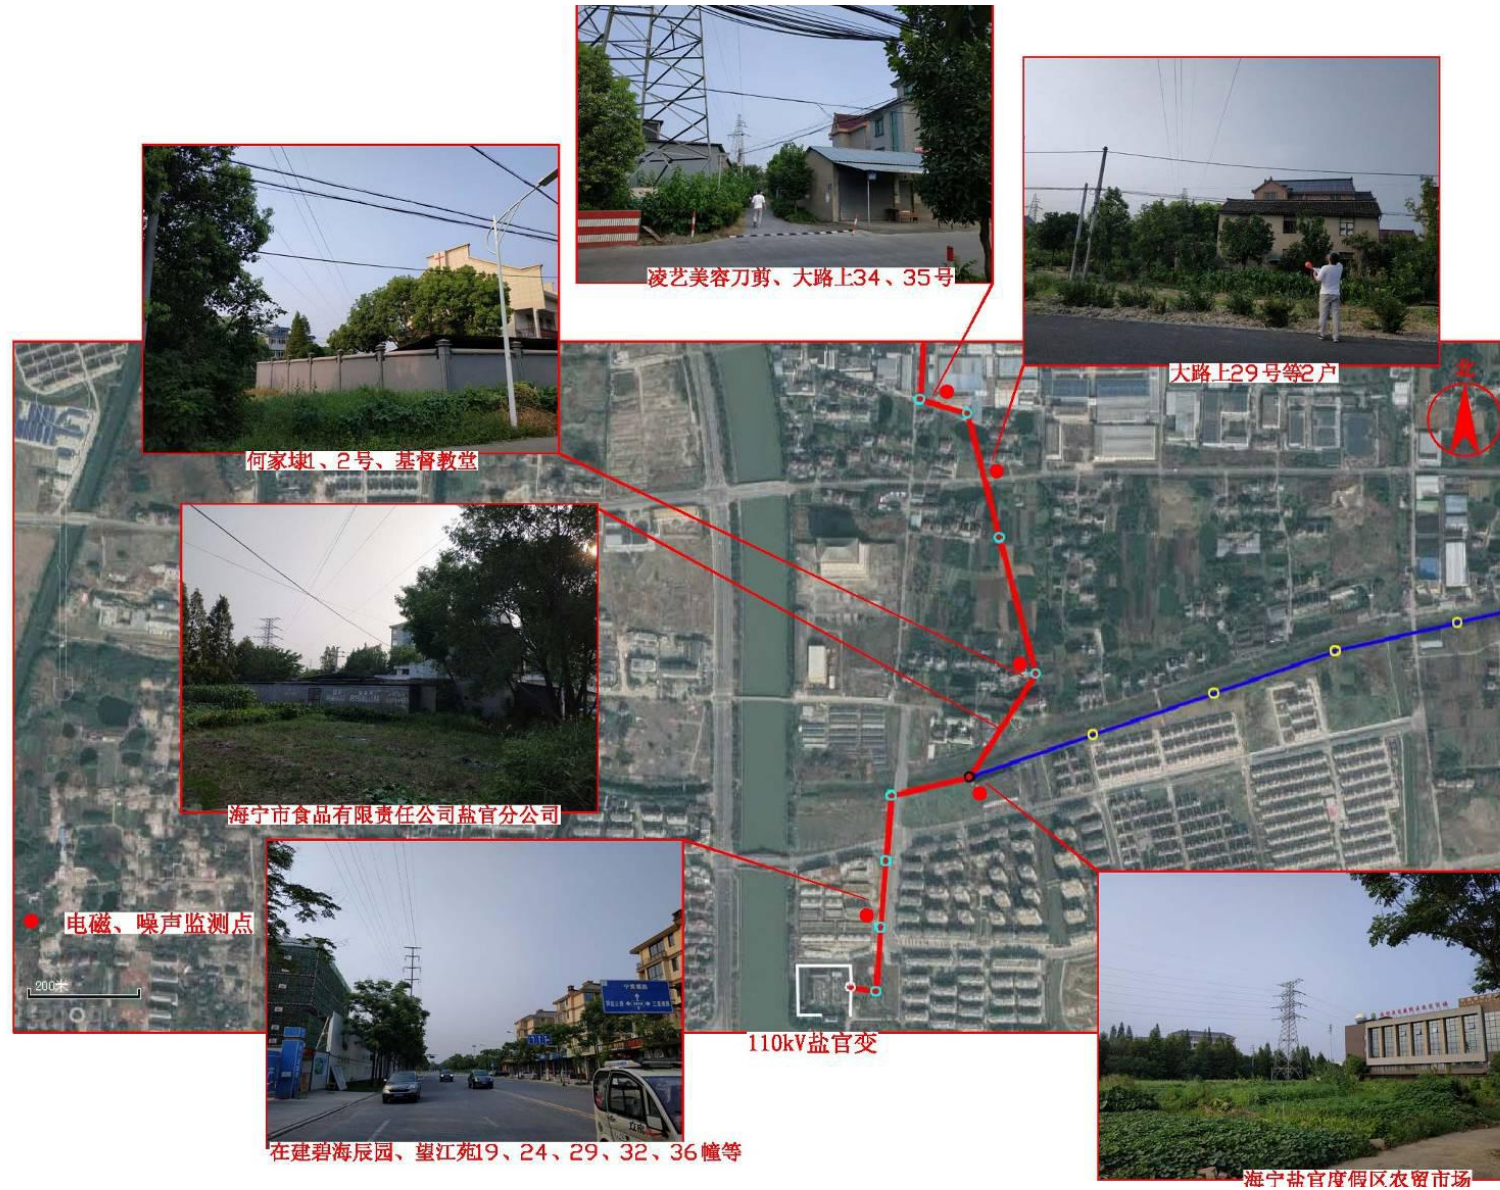 凌艺美容刀剪、大路上34、35号
大路上29号等2户
北
何家埭1、2号、基督教堂
海宁市食品有限责任公司盐官分公司
电磁、噪声监测点
200米
110kV盐官变
在建碧海辰园、望江苑19、24、29、32、36幢等
海宁盐官度假区农贸市场